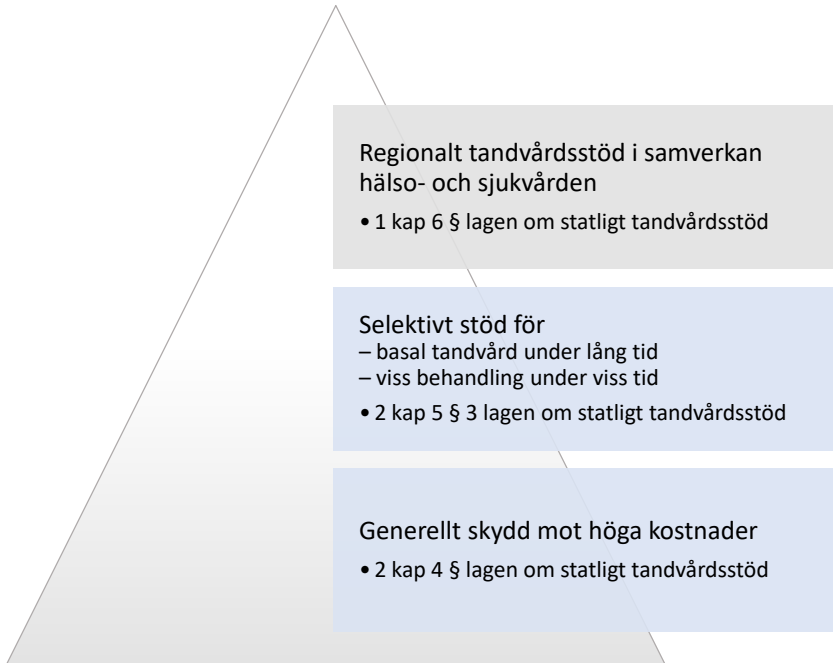 Regionalt tandvårdsstöd i samverkan
hälso- och sjukvården
• 1 kap 6 § lagen om statligt tandvårdsstöd
Selektivt stöd för
– basal tandvård under lång tid
– viss behandling under viss tid
• 2 kap 5 § 3 lagen om statligt tandvårdsstöd
Generellt skydd mot höga kostnader
• 2 kap 4 § lagen om statligt tandvårdsstöd